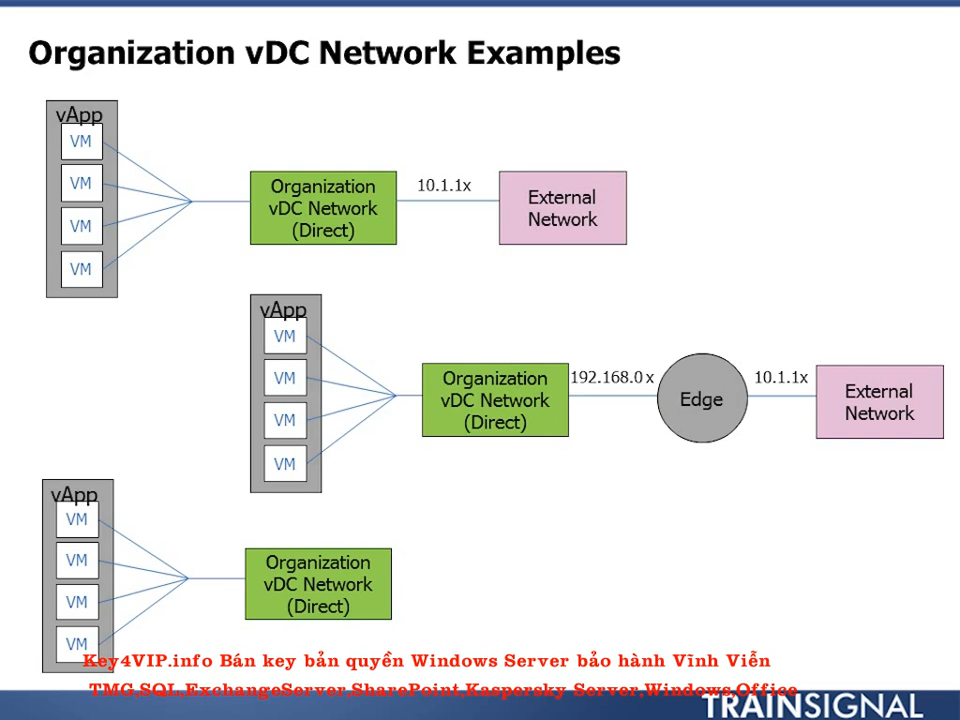 Organization vDC Network Examples
vApp
VM
VM
VM
VM
Organization
vDC Network
(Direct)
10.1.1x
External
Network
vApp
VM
VM
VM
VM
Organization
vDC Network
(Direct)
192.168.0 x
Edge
10.1.1x
External
Network
vApp
VM
VM
VM
VM
Organization
vDC Network
(Direct)
Key4VIP.info Bán key bản quyền Windows Server bảo hành Vĩnh Viễn
TMG,SQL,ExchangeServer,SharePoint,Kaspersky Server,Windows,Office
TRAINSIGNAL